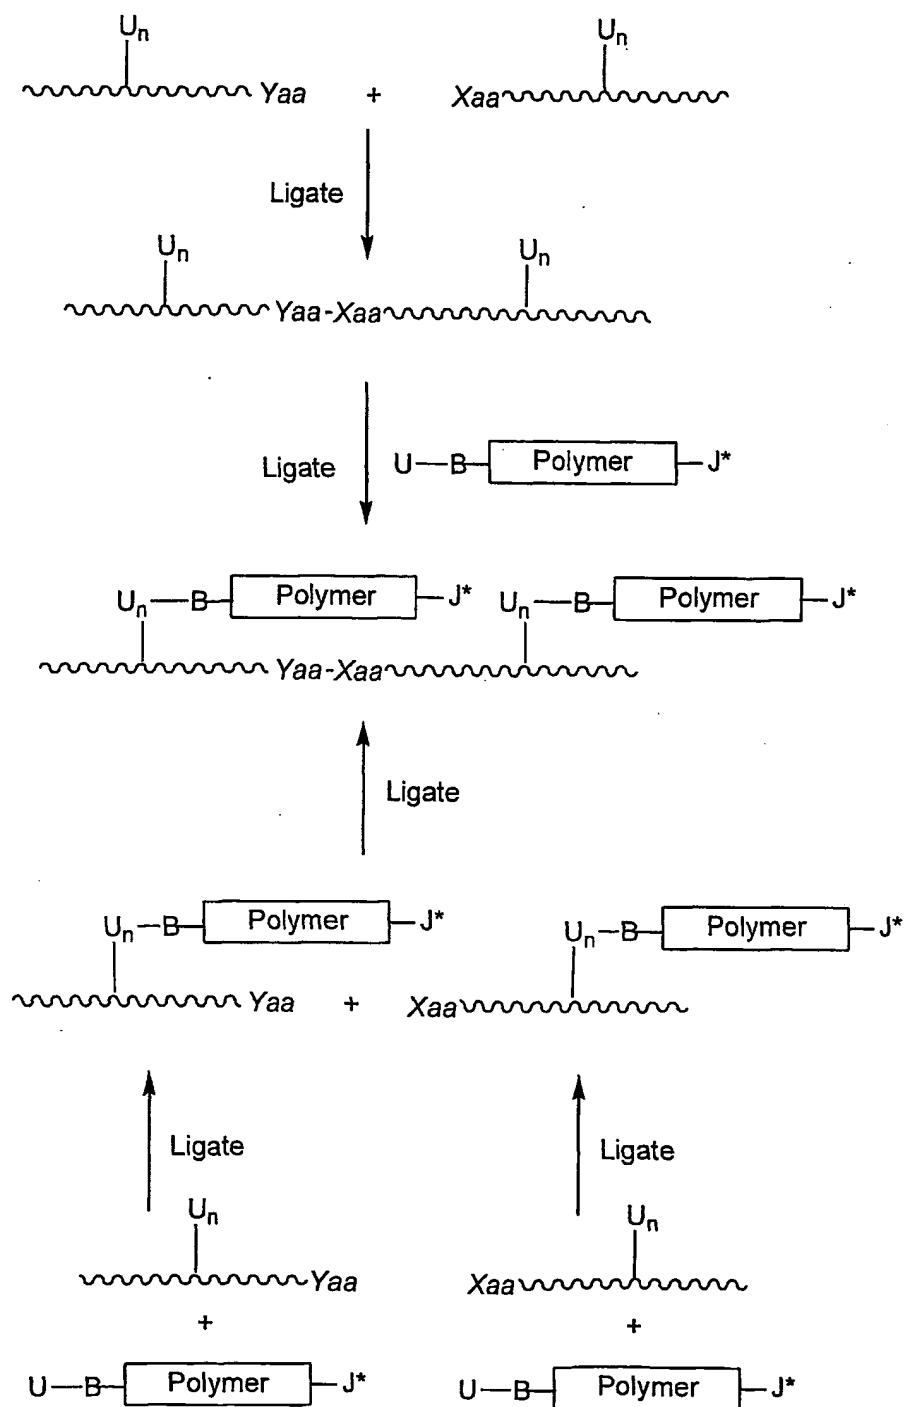 Un Un
Yaa + Xaa
Ligate
Un Un
Yaa-Xaa
Ligate U—B—Polymer—J*
Un—B—Polymer—J* Un—B—Polymer—J*
Yaa-Xaa
Ligate
Un—B—Polymer—J* Un—B—Polymer—J*
Yaa + Xaa
Ligate Ligate
Un Un
Yaa Xaa
+ +
U—B—Polymer—J* U—B—Polymer—J*